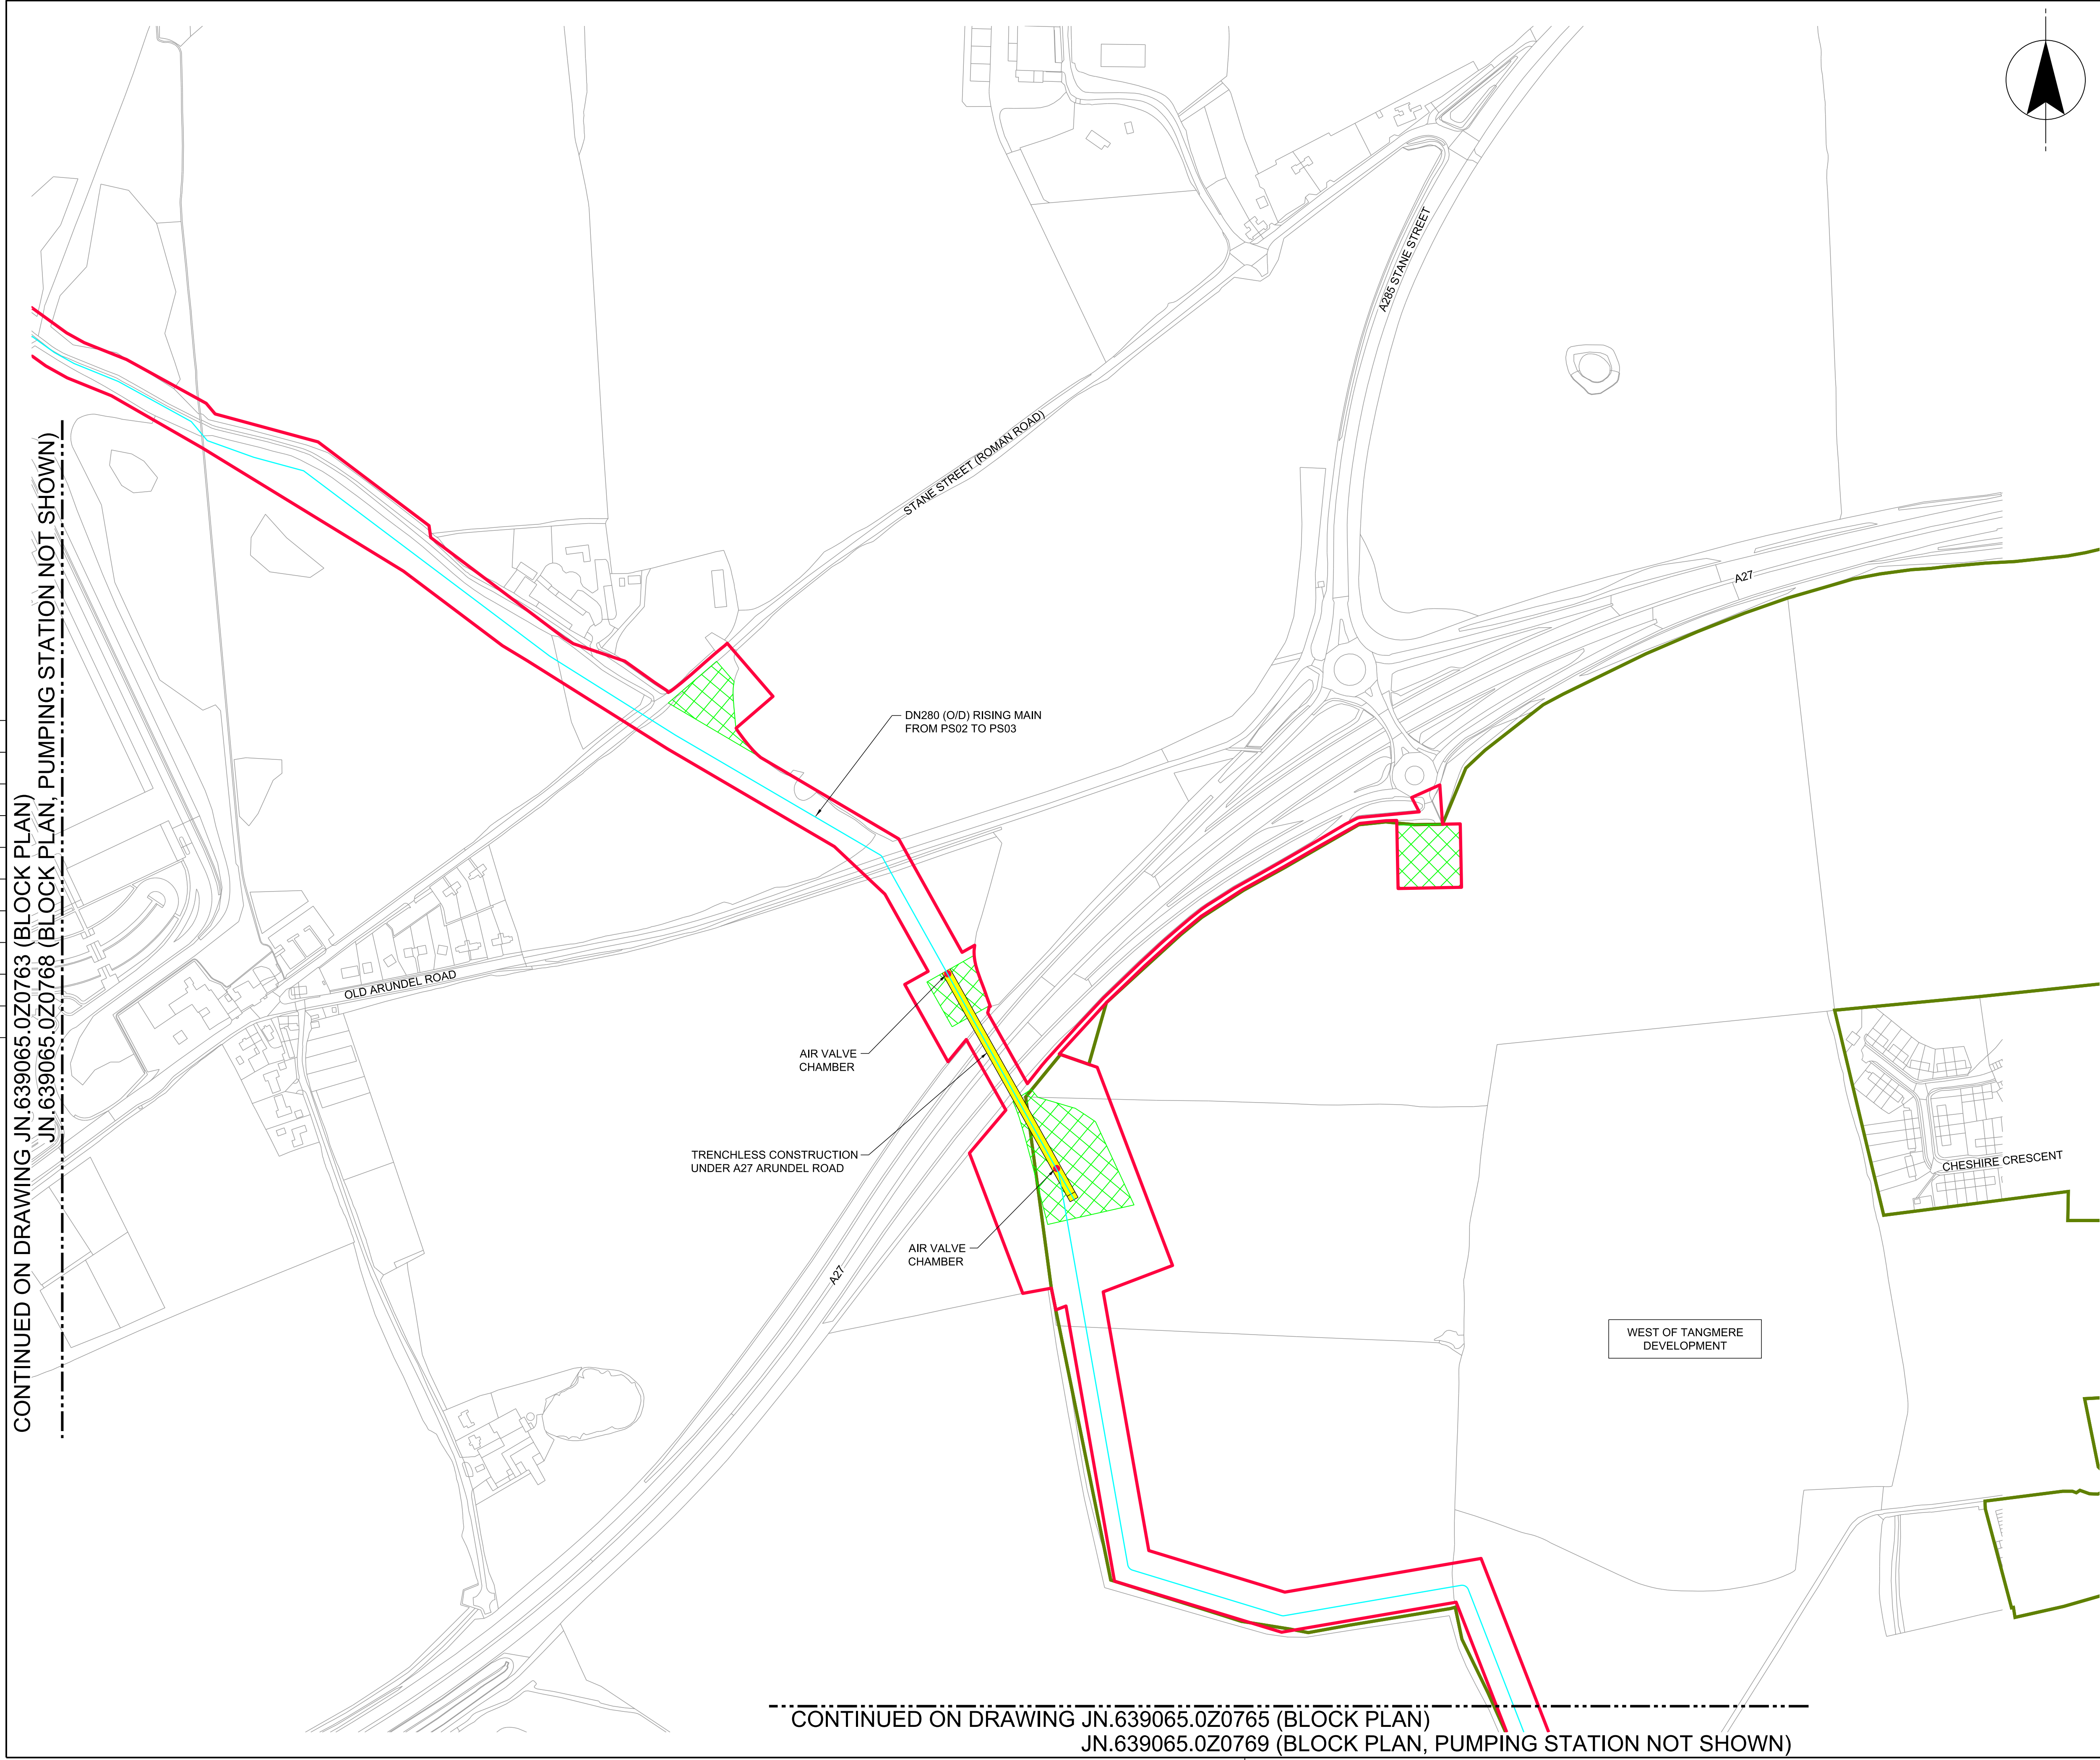 A285 STANE STREET
STANE STREET (ROMAN ROAD)
A27
DN280 (O/D) RISING MAIN
FROM PS02 TO PS03
OLD ARUNDEL ROAD
AIR VALVE
CHAMBER
TRENCHLESS CONSTRUCTION
UNDER A27 ARUNDEL ROAD
AIR VALVE
CHAMBER
A27
CHESHIRE CRESCENT
WEST OF TANGMERE
DEVELOPMENT
CONTINUED ON DRAWING JN.639065.0Z0763 (BLOCK PLAN)
JN.639065.0Z0768 (BLOCK PLAN, PUMPING STATION NOT SHOWN)
CONTINUED ON DRAWING JN.639065.0Z0765 (BLOCK PLAN)
JN.639065.0Z0769 (BLOCK PLAN, PUMPING STATION NOT SHOWN)